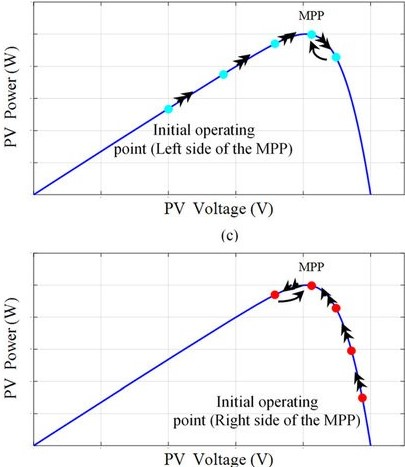 MPP
PV Power (W)
Initial operating
point (Left side of the MPP)
PV Voltage (V)
(c)
MPP
PV Power (W)
Initial operating
point (Right side of the MPP)
PV Voltage (V)